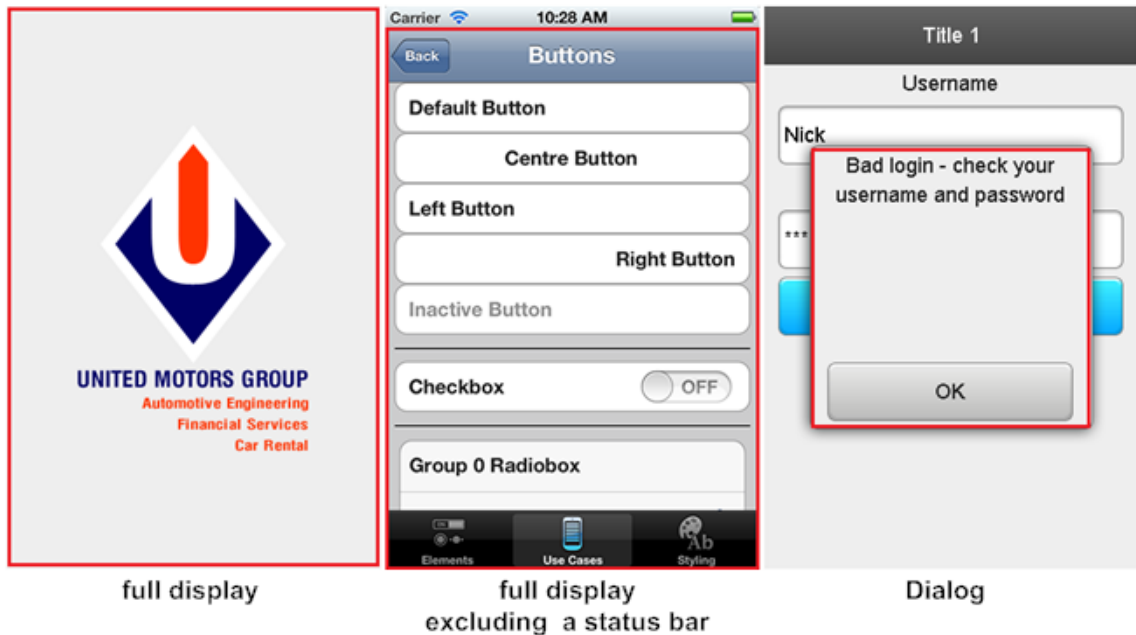 UNITED MOTORS GROUP
Automotive Engineering
Financial Services
Car Rental
full display
Carrier 10:28 AM
Back Buttons
Default Button
Centre Button
Left Button
Right Button
Inactive Button
Checkbox OFF
Group 0 Radiobox
ON
Ab
Elements Use Cases Styling
full display
excluding a status bar
Title 1
Username
Nick
Bad login - check your
username and password
***
OK
Dialog